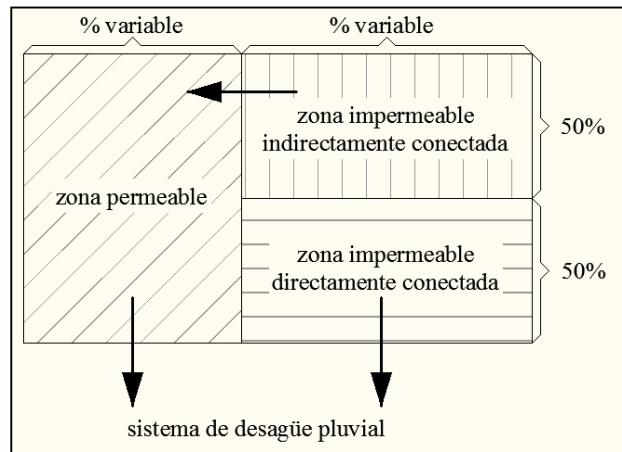 % variable
% variable
zona permeable
zona impermeable
indirectamente conectada
50%
zona impermeable
directamente conectada
50%
sistema de desagüe pluvial